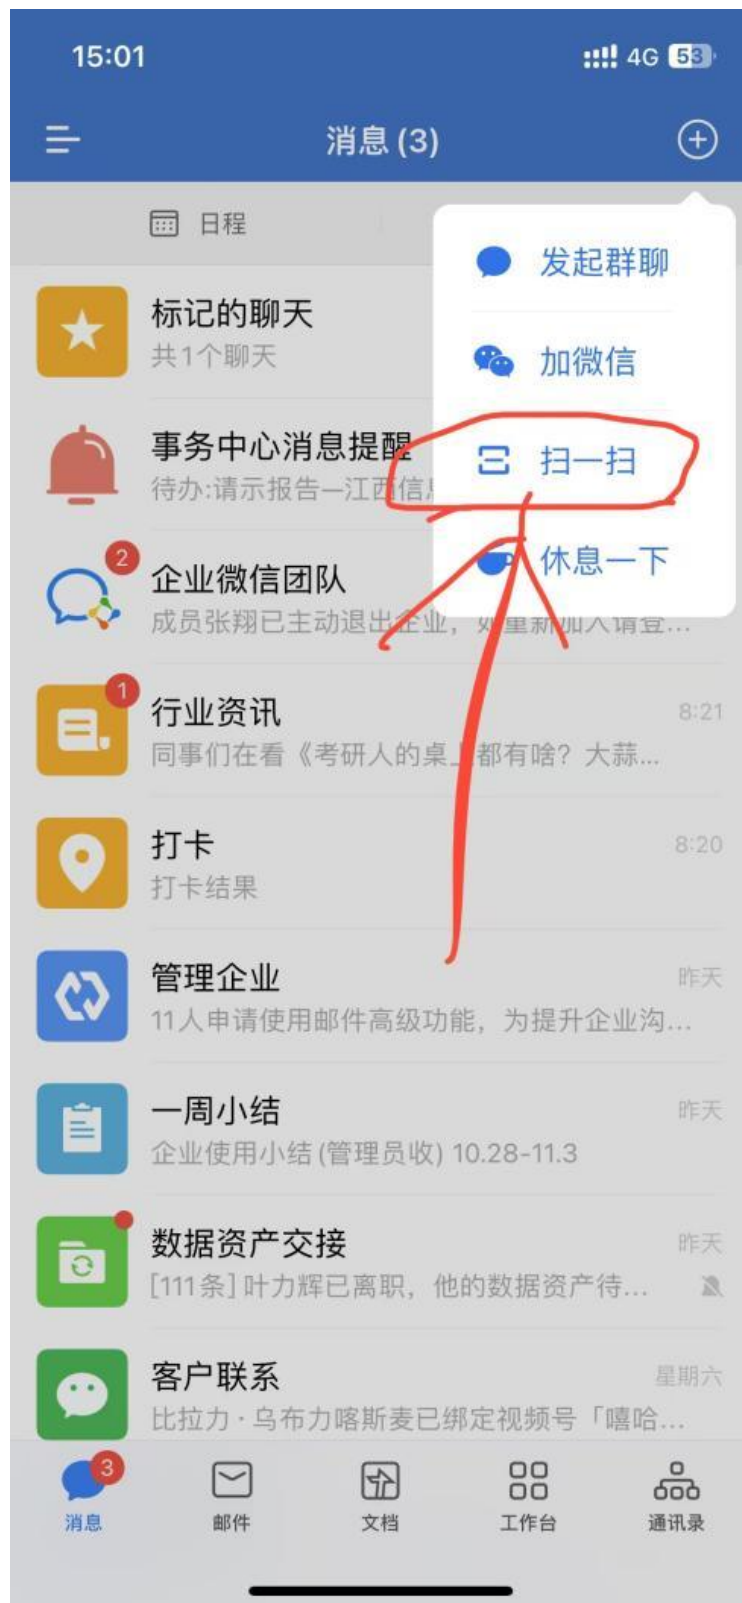 15:01
4G 53
消息 (3)
日程
发起群聊
加微信
扫一扫
休息一下
标记的聊天
共1个聊天
事务中心消息提醒
待办:请示报告—江西信息
2
企业微信团队
成员张翔已主动退出企业，如重新加入请登...
1
行业资讯
8:21
同事们在看《考研人的桌上都有啥？大蒜...
打卡
8:20
打卡结果
管理企业
昨天
11人申请使用邮件高级功能，为提升企业沟...
一周小结
昨天
企业使用小结 (管理员收) 10.28-11.3
数据资产交接
昨天
[111条] 叶力辉已离职，他的数据资产待...
客户联系
星期六
比拉力·乌布力喀斯麦已绑定视频号「嘻哈...
3
消息
邮件
文档
工作台
通讯录